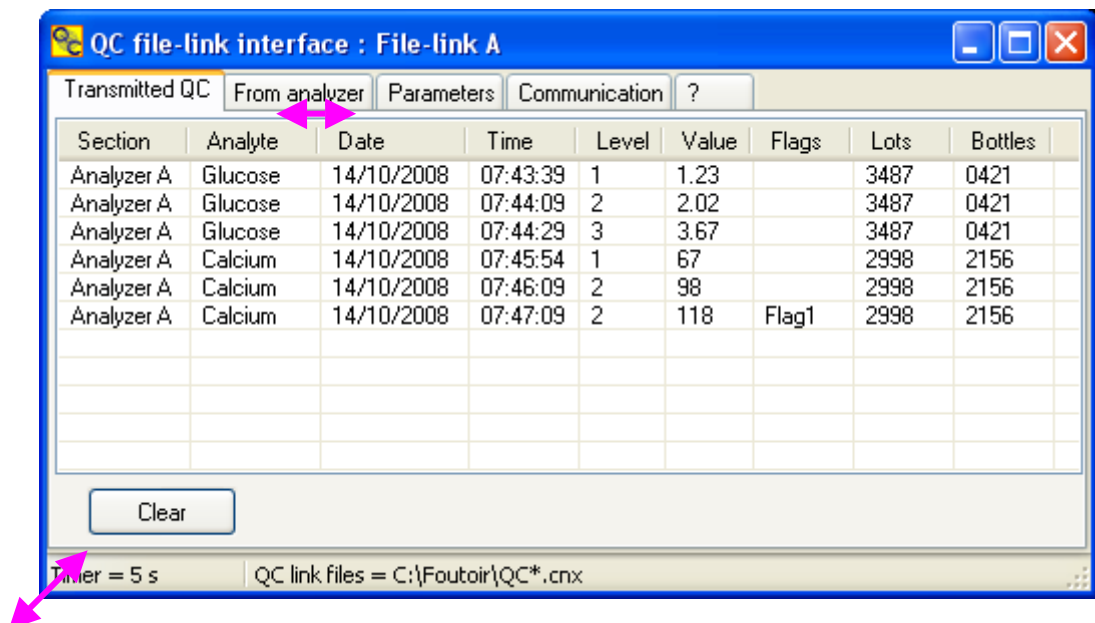 QC file-link interface : File-link A
Transmitted QC From analyzer Parameters Communication ?
Section Analyte Date Time Level Value Flags Lots Bottles
Analyzer A Glucose 14/10/2008 07:43:39 1 1.23 3487 0421
Analyzer A Glucose 14/10/2008 07:44:09 2 2.02 3487 0421
Analyzer A Glucose 14/10/2008 07:44:29 3 3.67 3487 0421
Analyzer A Calcium 14/10/2008 07:45:54 1 67 2998 2156
Analyzer A Calcium 14/10/2008 07:46:09 2 98 2998 2156
Analyzer A Calcium 14/10/2008 07:47:09 2 118 Flag1 2998 2156
Clear
Timer = 5 s QC link files = C:\Foutoir\QC*.cnx